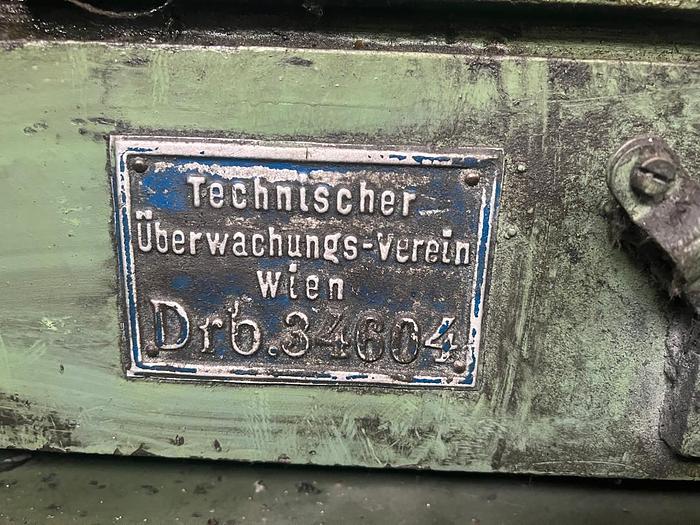 Technischer
Überwachungs-Verein
Wien
Drb.34604